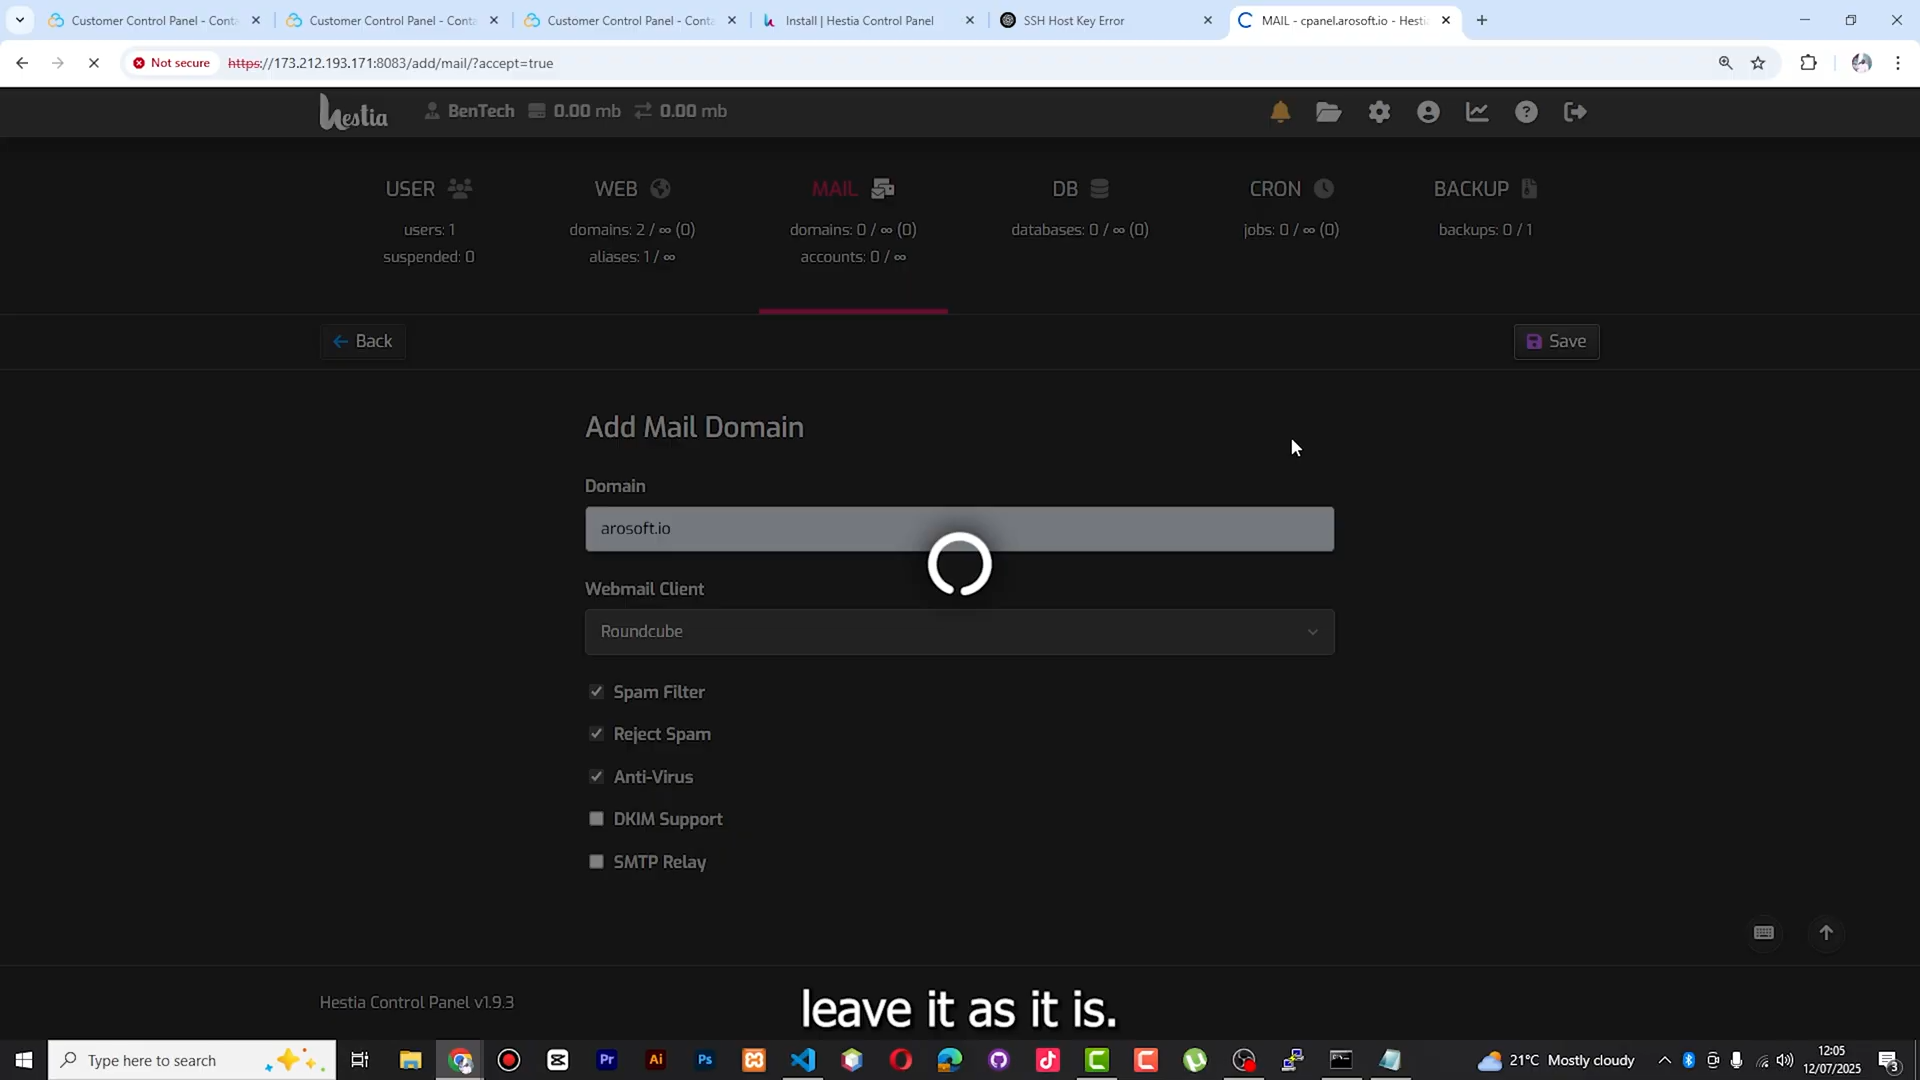 Customer Control Panel - Conta
Customer Control Panel - Conta
Customer Control Panel - Conta
Install | Hestia Control Panel
SSH Host Key Error
MAIL - cpanel.arosoft.io - Hesti
Not secure
https://173.212.193.171:8083/add/mail/?accept=true
Hestia
BenTech
0.00 mb
0.00 mb
USER
users: 1
suspended: 0
WEB
domains: 2 / ∞ (0)
aliases: 1 / ∞
MAIL
domains: 0 / ∞ (0)
accounts: 0 / ∞
DB
databases: 0 / ∞ (0)
CRON
jobs: 0 / ∞ (0)
BACKUP
backups: 0 / 1
Back
Save
Add Mail Domain
Domain
arosoft.io
Webmail Client
Roundcube
Spam Filter
Reject Spam
Anti-Virus
DKIM Support
SMTP Relay
Hestia Control Panel v1.9.3
leave it as it is.
Type here to search
Pr
Ai
Ps
21°C Mostly cloudy
12:05
12/07/2025
3